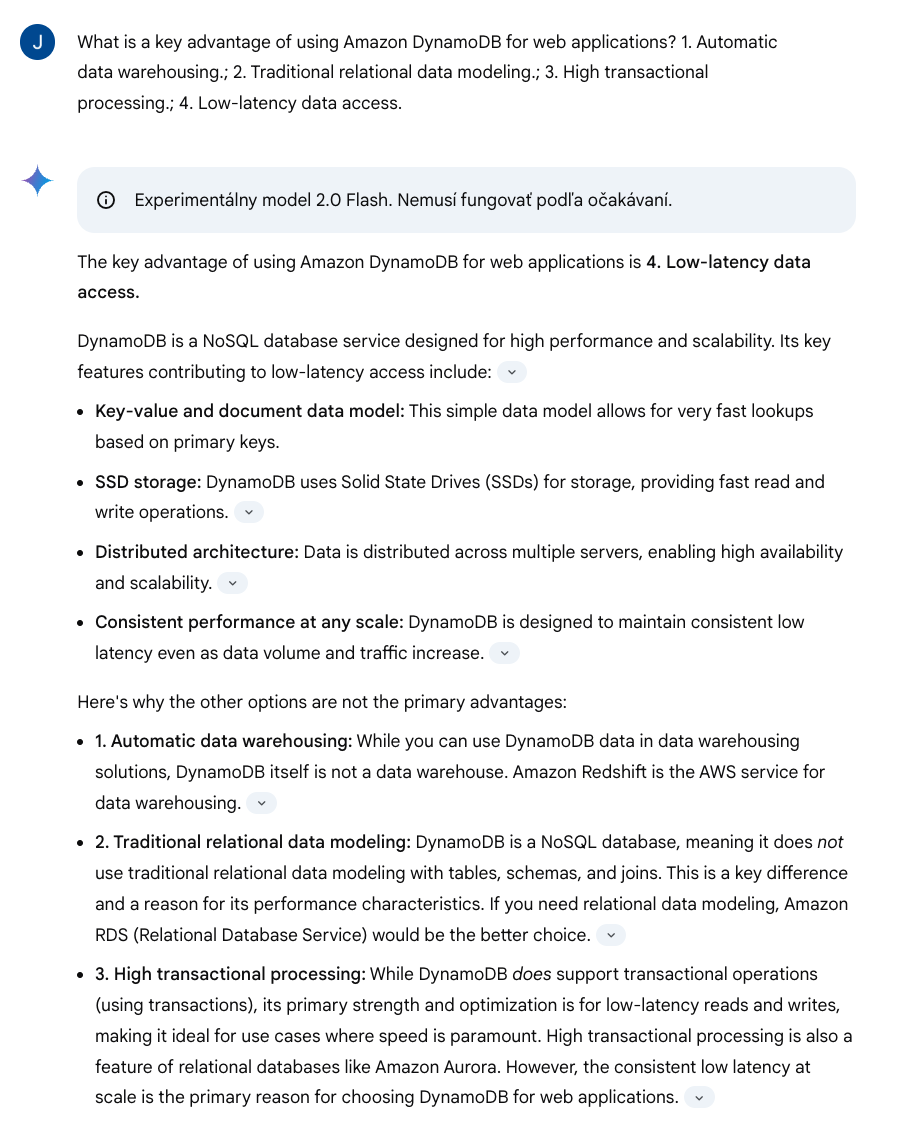 J
What is a key advantage of using Amazon DynamoDB for web applications? 1. Automatic
data warehousing.; 2. Traditional relational data modeling.; 3. High transactional
processing.; 4. Low-latency data access.
Experimentálny model 2.0 Flash. Nemusí fungovať podľa očakávaní.
The key advantage of using Amazon DynamoDB for web applications is 4. Low-latency data
access.
DynamoDB is a NoSQL database service designed for high performance and scalability. Its key
features contributing to low-latency access include:
• Key-value and document data model: This simple data model allows for very fast lookups
based on primary keys.
• SSD storage: DynamoDB uses Solid State Drives (SSDs) for storage, providing fast read and
write operations.
• Distributed architecture: Data is distributed across multiple servers, enabling high availability
and scalability.
• Consistent performance at any scale: DynamoDB is designed to maintain consistent low
latency even as data volume and traffic increase.
Here's why the other options are not the primary advantages:
• 1. Automatic data warehousing: While you can use DynamoDB data in data warehousing
solutions, DynamoDB itself is not a data warehouse. Amazon Redshift is the AWS service for
data warehousing.
• 2. Traditional relational data modeling: DynamoDB is a NoSQL database, meaning it does not
use traditional relational data modeling with tables, schemas, and joins. This is a key difference
and a reason for its performance characteristics. If you need relational data modeling, Amazon
RDS (Relational Database Service) would be the better choice.
• 3. High transactional processing: While DynamoDB does support transactional operations
(using transactions), its primary strength and optimization is for low-latency reads and writes,
making it ideal for use cases where speed is paramount. High transactional processing is also a
feature of relational databases like Amazon Aurora. However, the consistent low latency at
scale is the primary reason for choosing DynamoDB for web applications.